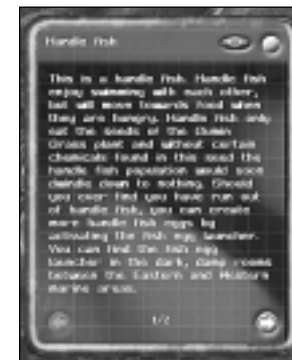 Handle Fish
This is a handle fish. Handle fish
enjoy swimming with each other,
but will move towards food when
they are hungry. Handle fish only
eat the seeds of the
Grass plant and without certain
chemicals found in this seed the
handle fish population would soon
dwindle down to nothing. Should
you ever find you have run out
of handle fish, you can create
more handle fish eggs by
activating the fish egg launcher.
You can find the fish egg
launcher in the dark, damp rooms
between the Eastern and Western
marine areas.
1/2